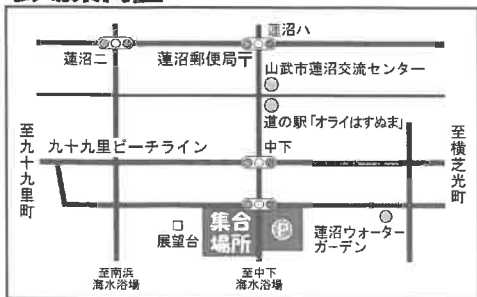 蓮沼ハ
蓮沼ニ
蓮沼郵便局〒
山武市蓮沼交流センター
道の駅「オライはすぬま」
至九十九里町
九十九里ビーチライン
中下
至横芝光町
展望台
集合
場所
P
蓮沼ウォーター
ガーデン
至南浜
海水浴場
至中下
海水浴場